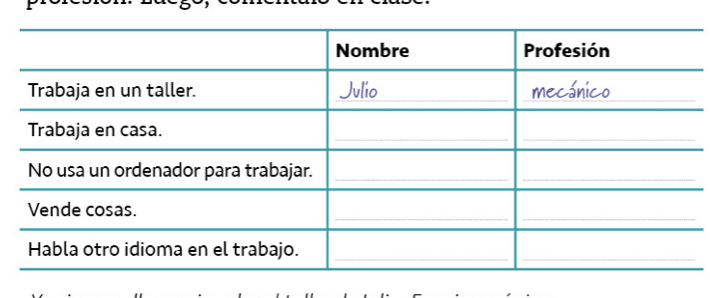 profesión. Luego, coméntalo en clase.
Nombre Profesión
Trabaja en un taller. Julio mecánico
Trabaja en casa.
No usa un ordenador para trabajar.
Vende cosas.
Habla otro idioma en el trabajo.